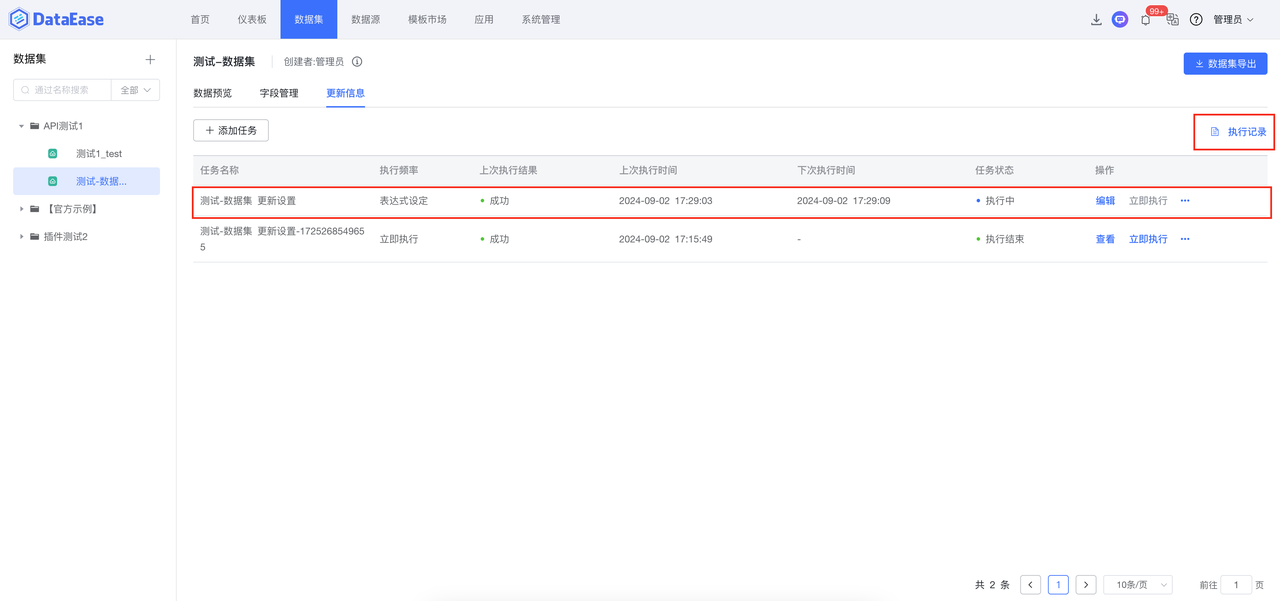 DataEase 首页 仪表板 数据集 数据源 模板市场 应用 系统管理 99+ 管理员
数据集
测试-数据集 创建者:管理员
数据集导出
通过名称搜索 全部
数据预览 字段管理 更新信息
API测试1
测试1_test
测试-数据...
【官方示例】
插件测试2
添加任务
执行记录
任务名称 执行频率 上次执行结果 上次执行时间 下次执行时间 任务状态 操作
测试-数据集 更新设置 表达式设定 成功 2024-09-02 17:29:03 2024-09-02 17:29:09 执行中 编辑 立即执行 ···
测试-数据集 更新设置-172526854965
5 立即执行 成功 2024-09-02 17:15:49 - 执行结束 查看 立即执行 ···
共 2 条 1 10条/页 前往 1 页